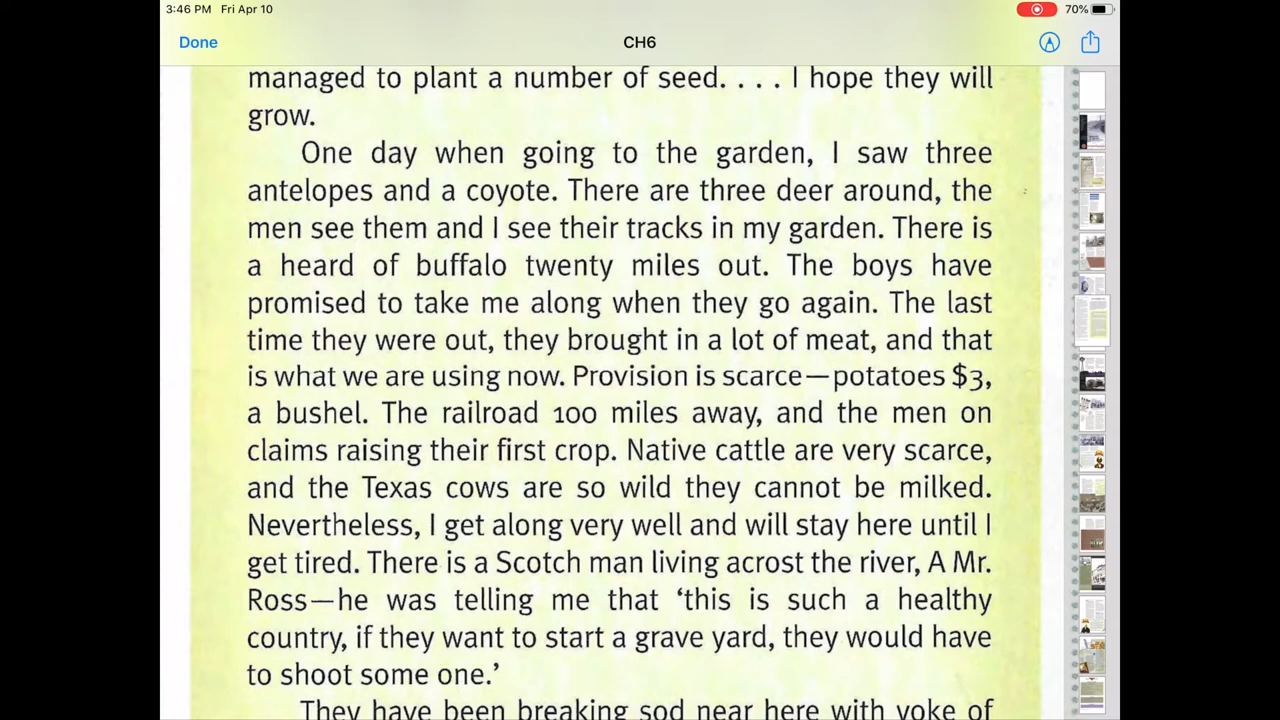 3:46 PM Fri Apr 10
70%
Done
CH6
managed to plant a number of seed. . . . I hope they will
grow.
One day when going to the garden, I saw three
antelopes and a coyote. There are three deer around, the
men see them and I see their tracks in my garden. There is
a heard of buffalo twenty miles out. The boys have
promised to take me along when they go again. The last
time they were out, they brought in a lot of meat, and that
is what we are using now. Provision is scarce—potatoes $3,
a bushel. The railroad 100 miles away, and the men on
claims raising their first crop. Native cattle are very scarce,
and the Texas cows are so wild they cannot be milked.
Nevertheless, I get along very well and will stay here until I
get tired. There is a Scotch man living acrost the river, A Mr.
Ross—he was telling me that ‘this is such a healthy
country, if they want to start a grave yard, they would have
to shoot some one.’
They have been breaking sod near here with yoke of